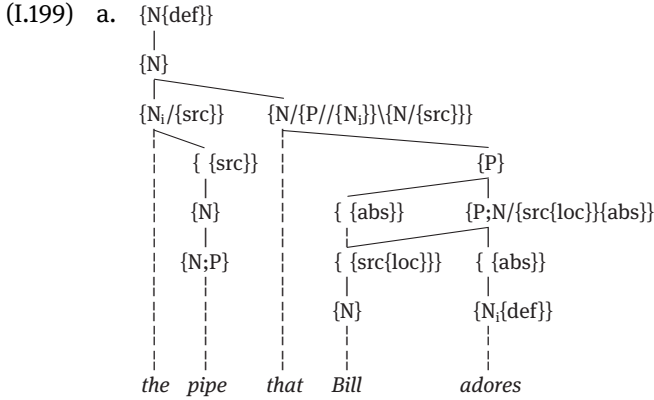 (I.199) a. {N{def}}
{N}
{Nᵢ/{src}} {N/{P//{Nᵢ}}\{N/{src}}}
{ {src}} {P}
{N} { {abs}} {P;N/{src{loc}}{abs}}
{N;P} { {src{loc}}} { {abs}}
{N} {Nᵢ{def}}
the pipe that Bill adores